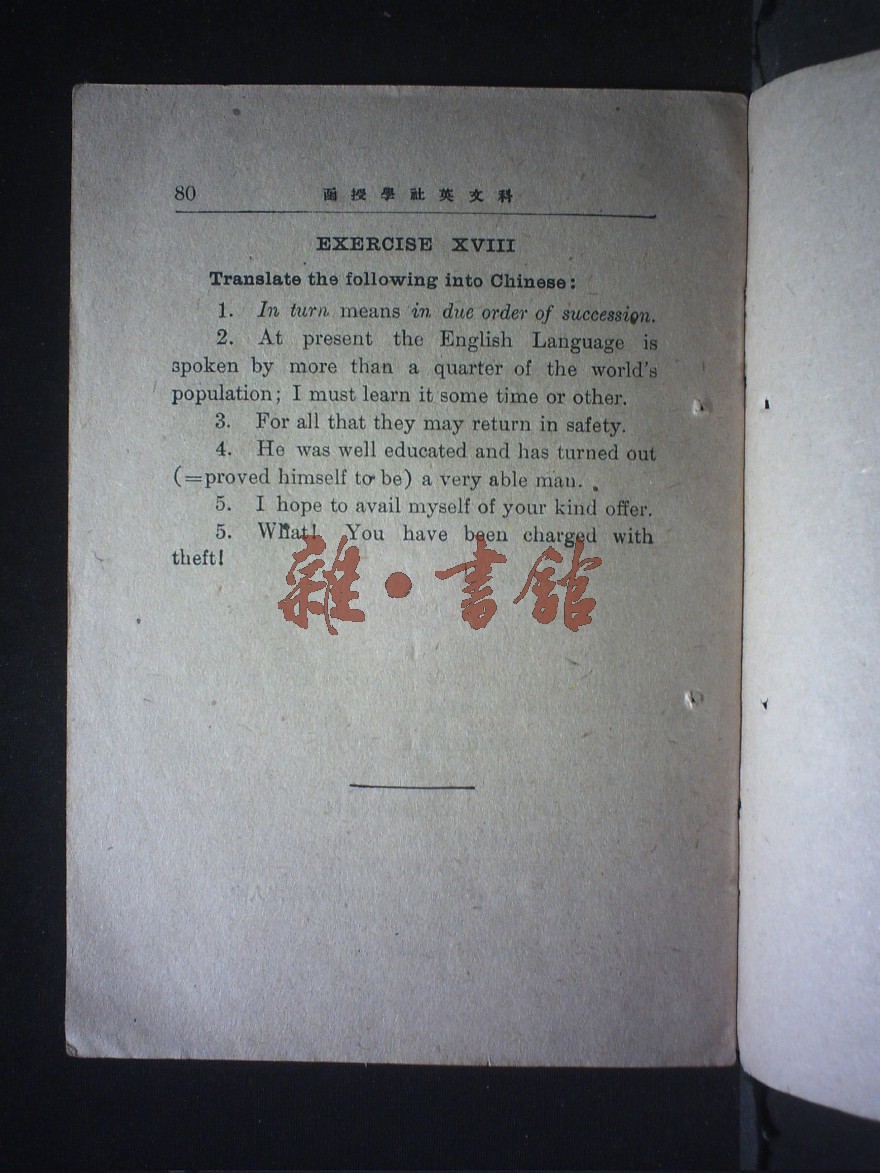 80 函授學社英文科
EXERCISE XVIII
Translate the following into Chinese:
1. In turn means in due order of succession.
2. At present the English Language is
spoken by more than a quarter of the world's
population; I must learn it some time or other.
3. For all that they may return in safety.
4. He was well educated and has turned out
(=proved himself to be) a very able man.
5. I hope to avail myself of your kind offer.
5. What! You have been charged with
theft!
雜·書館